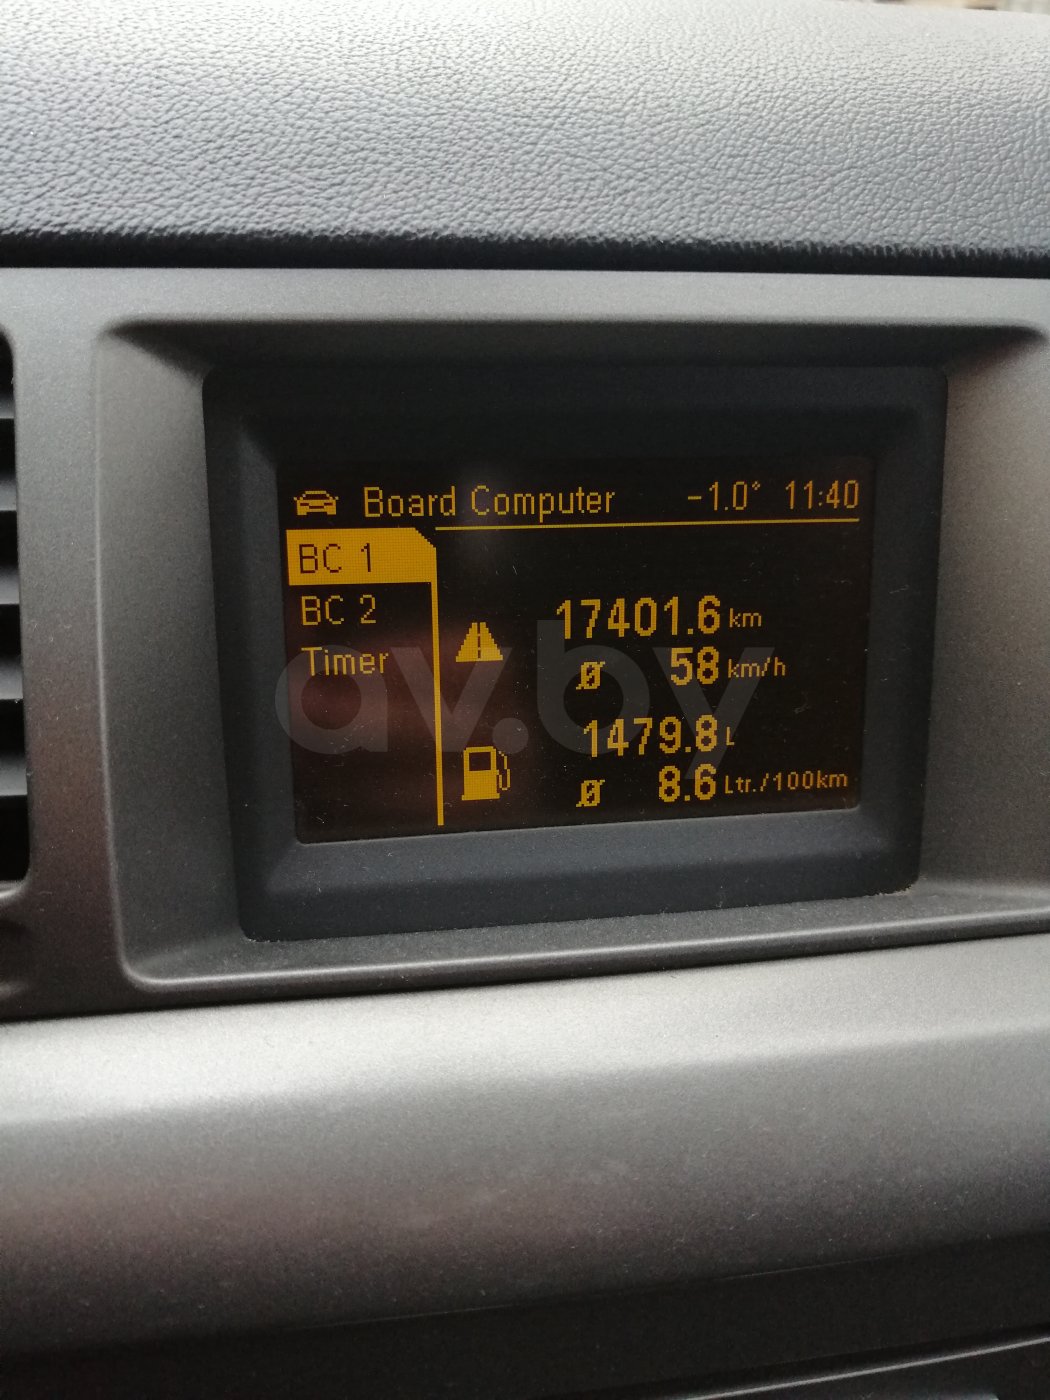 Board Computer -1.0° 11:40
BC 1
BC 2
Timer
17401.6 km
Ø 58 km/h
1479.8 L
Ø 8.6 Ltr./100km
av.by